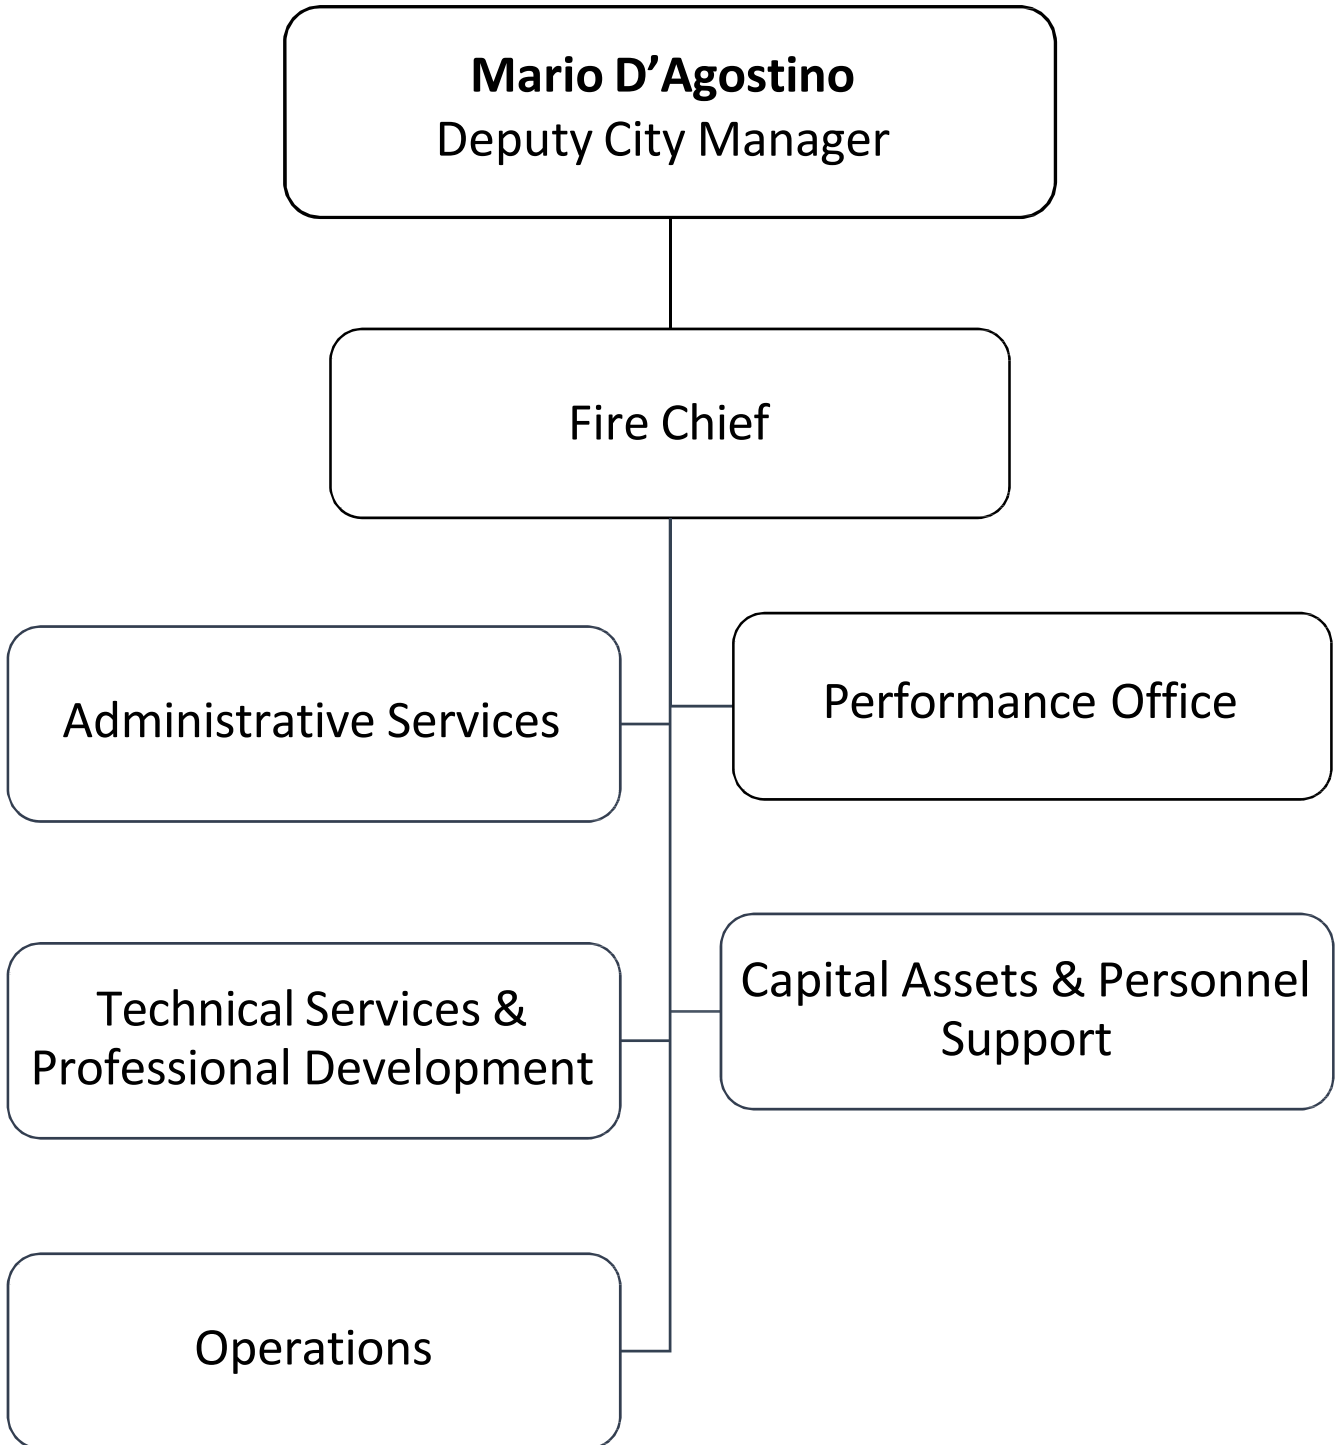 Mario D’Agostino
Deputy City Manager
Fire Chief
Administrative Services
Performance Office
Technical Services &
Professional Development
Capital Assets & Personnel
Support
Operations